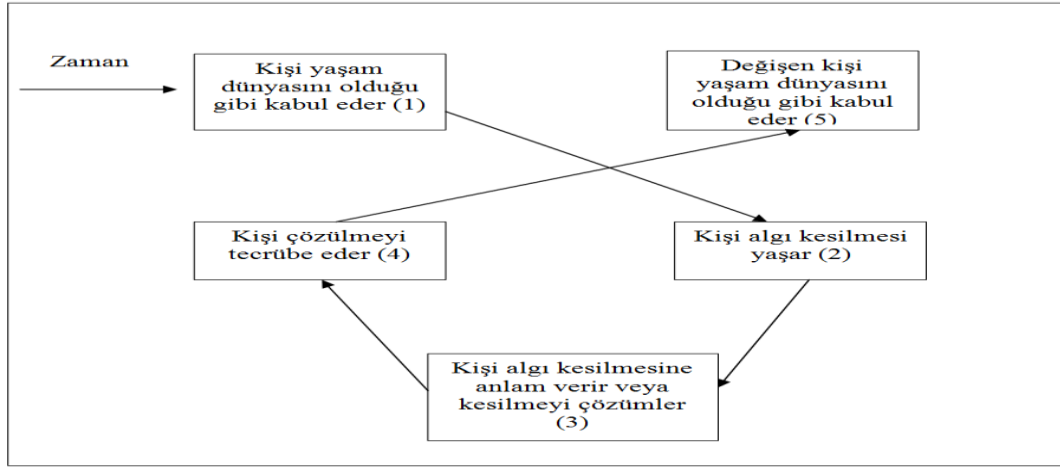 Zaman
Kişi yaşam
dünyasını olduğu
gibi kabul eder (1)
Değişen kişi
yaşam dünyasını
olduğu gibi kabul
eder (5)
Kişi çözülmeyi
tecrübe eder (4)
Kişi algı kesilmesi
yaşar (2)
Kişi algı kesilmesine
anlam verir veya
kesilmeyi çözümler
(3)